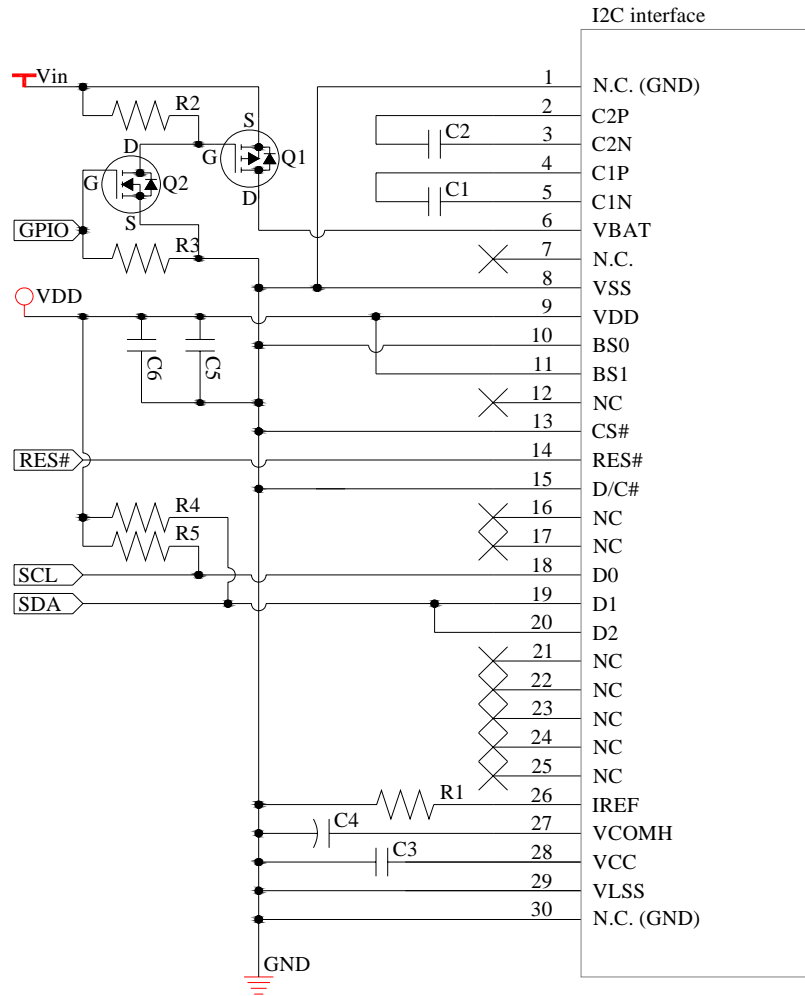 I2C interface
Vin
1 N.C. (GND)
R2
2 C2P
S
C2
3 C2N
D
G
Q1
4 C1P
G
Q2
D
C1
5 C1N
S
GPIO
6 VBAT
R3
7 N.C.
8 VSS
VDD
9 VDD
10 BS0
C6
C5
11 BS1
12 NC
13 CS#
RES#
14 RES#
15 D/C#
R4
16 NC
R5
17 NC
SCL
18 D0
SDA
19 D1
20 D2
21 NC
22 NC
23 NC
24 NC
25 NC
R1
26 IREF
C4
27 VCOMH
C3
28 VCC
29 VLSS
30 N.C. (GND)
GND